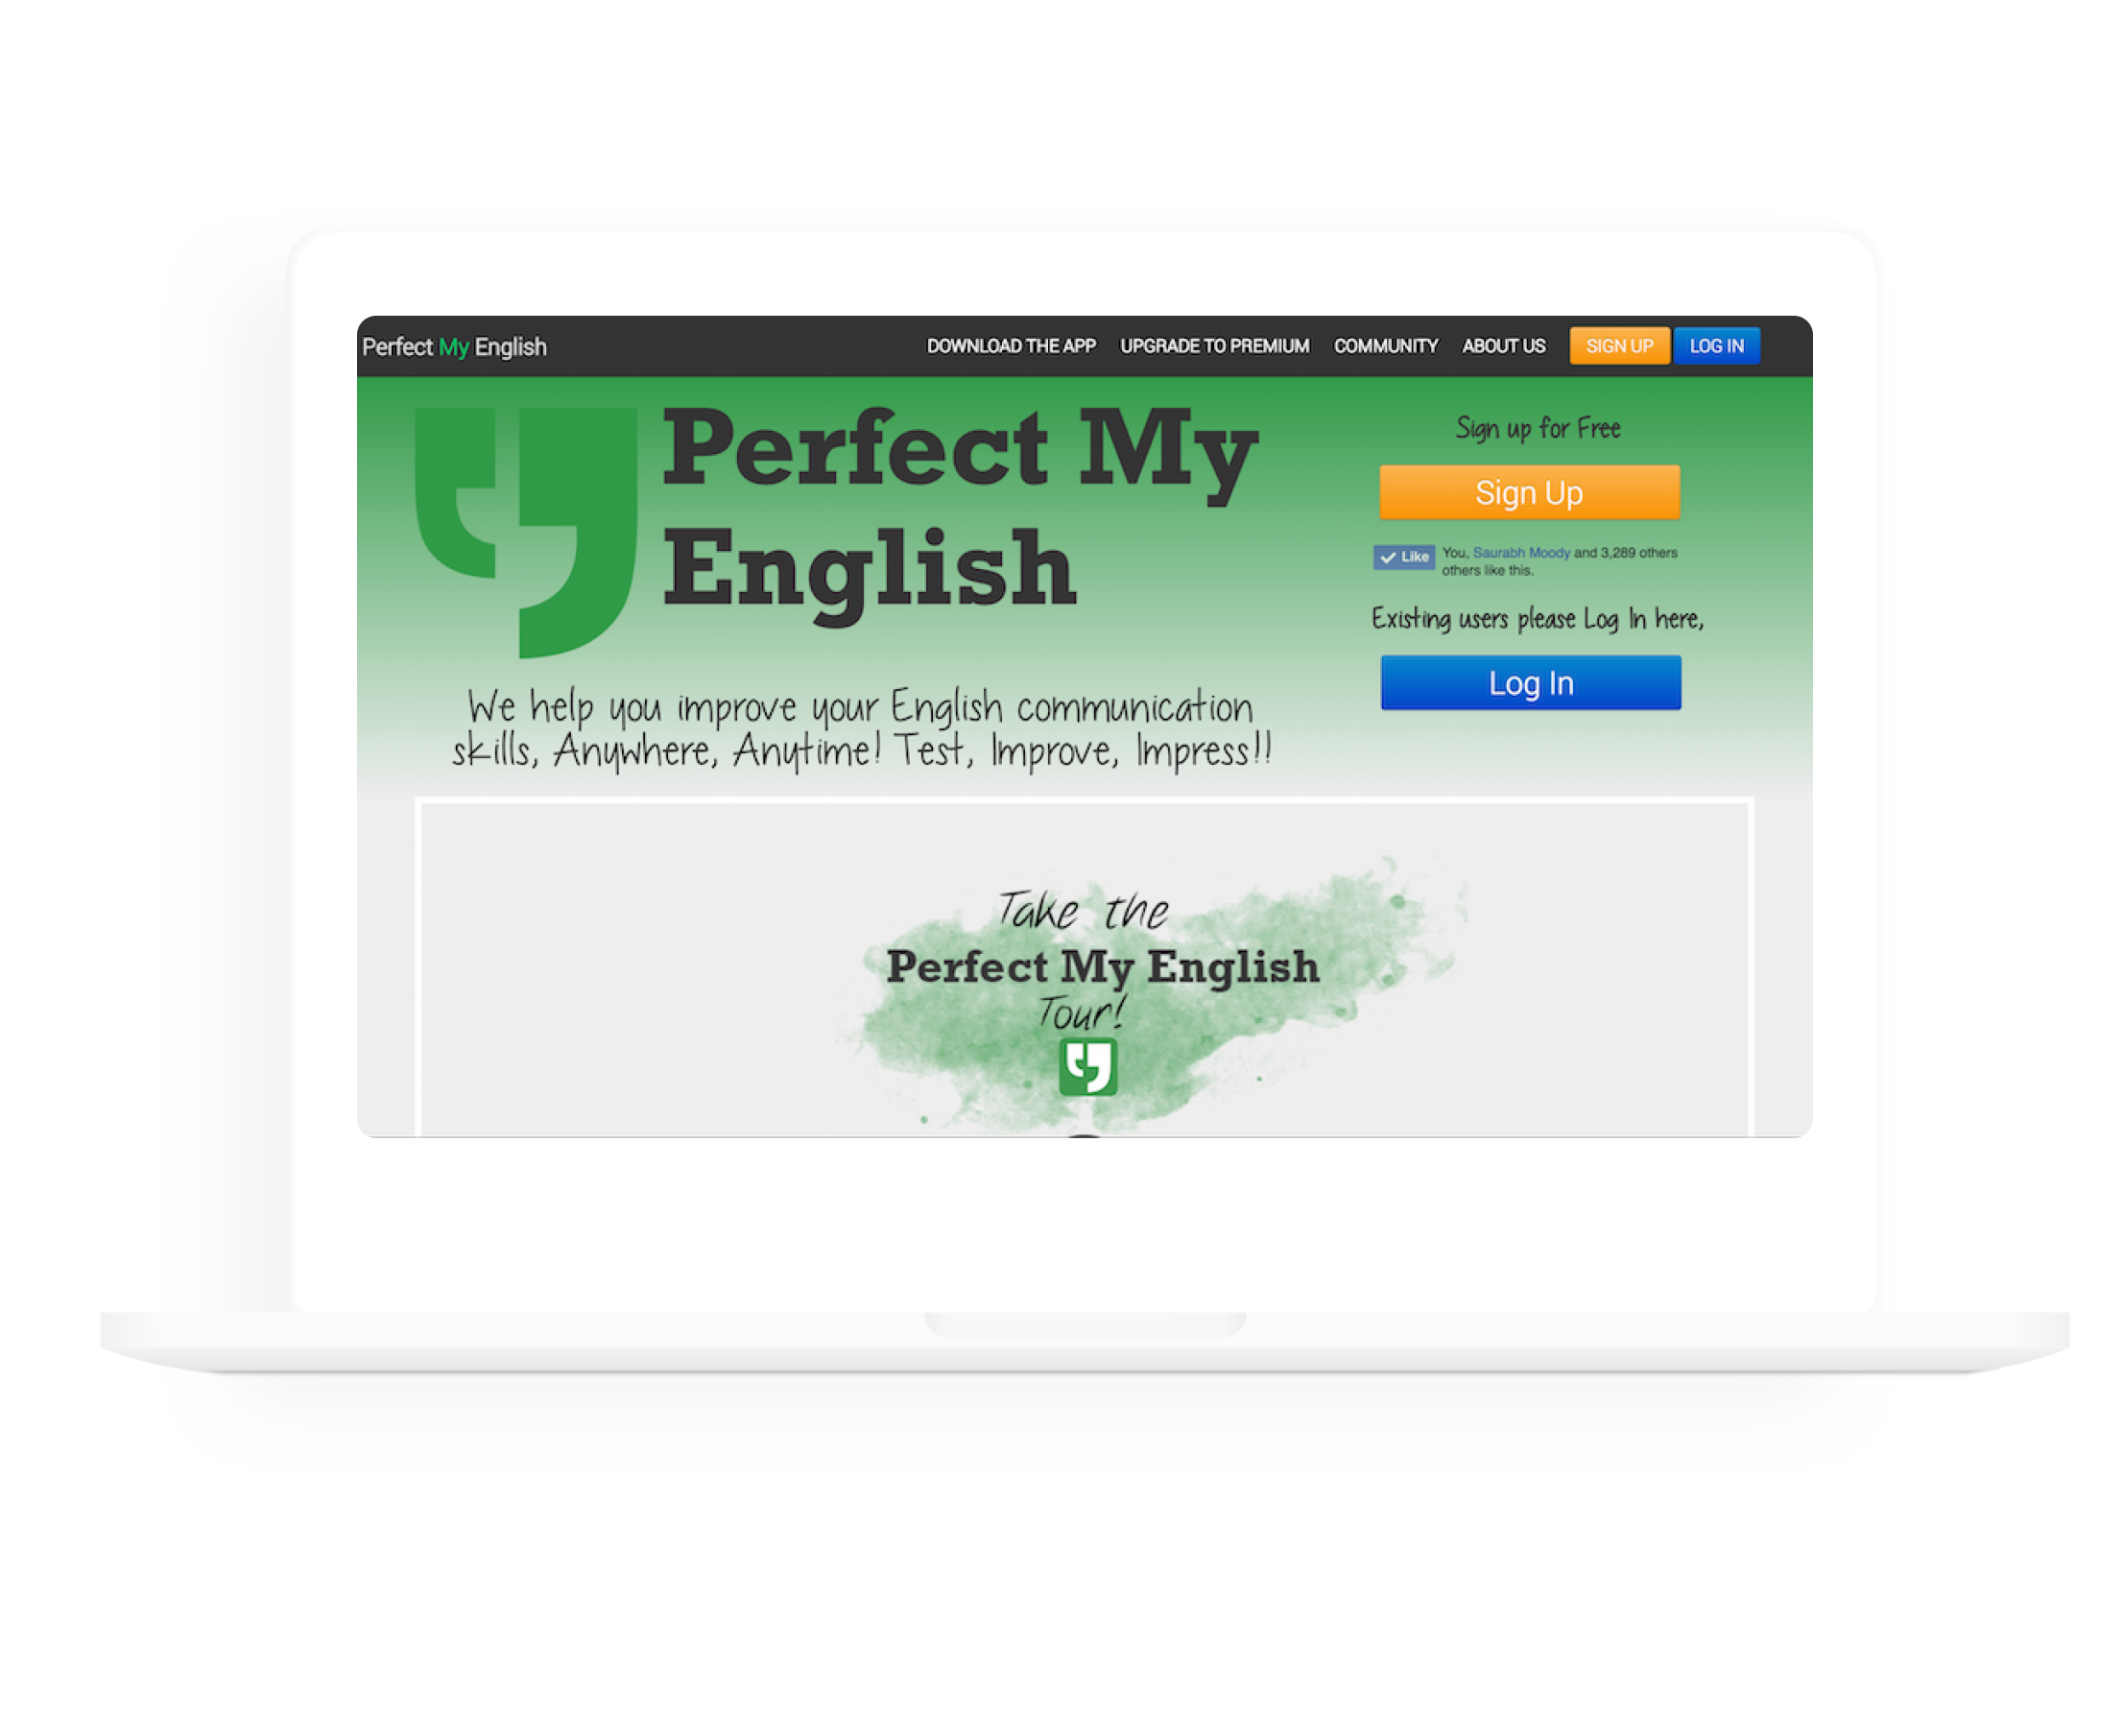 Perfect My English
DOWNLOAD THE APP UPGRADE TO PREMIUM COMMUNITY ABOUT US SIGN UP LOG IN
Perfect My
English
We help you improve your English communication
skills, Anywhere, Anytime! Test, Improve, Impress!!
Sign up for Free
Sign Up
Like You, Saurabh Moody and 3,289 others
others like this.
Existing users please Log In here,
Log In
Take the
Perfect My English
Tour!